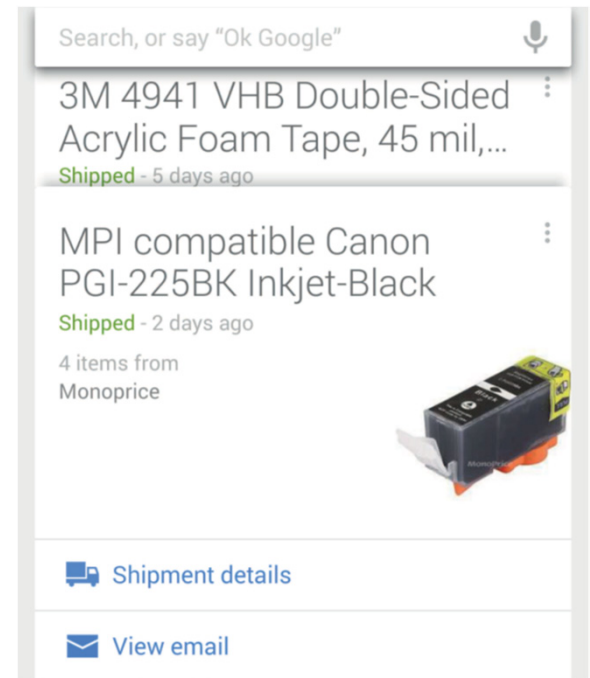 Search, or say “Ok Google”
3M 4941 VHB Double-Sided
Acrylic Foam Tape, 45 mil,...
Shipped - 5 days ago
MPI compatible Canon
PGI-225BK Inkjet-Black
Shipped - 2 days ago
4 items from
Monoprice
Black
MonoPrice
Shipment details
View email